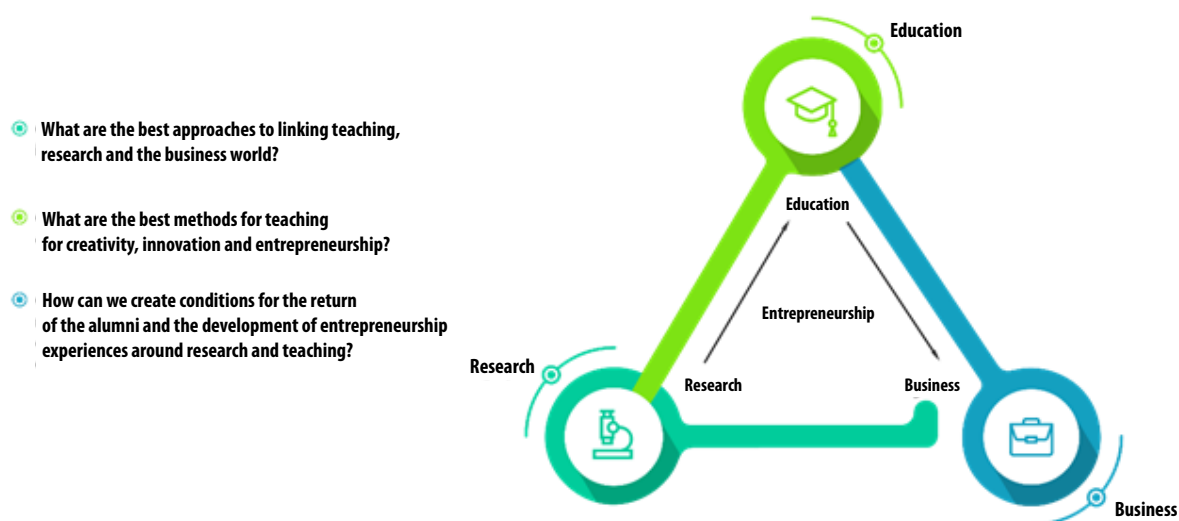 What are the best approaches to linking teaching,
research and the business world?
What are the best methods for teaching
for creativity, innovation and entrepreneurship?
How can we create conditions for the return
of the alumni and the development of entrepreneurship
experiences around research and teaching?
Education
Education
Entrepreneurship
Research
Research
Business
Business